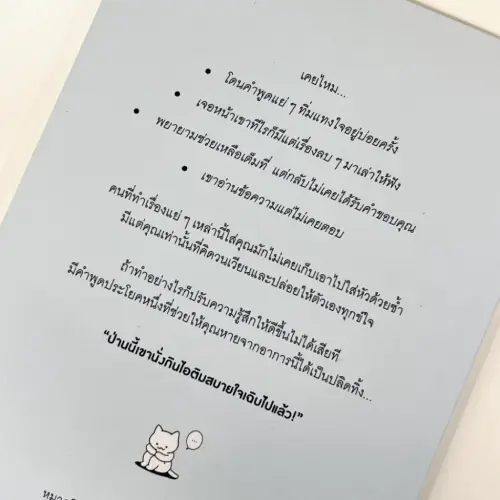 เคยไหม...
• โดนคำพูดแย่ ๆ ทิ่มแทงใจอยู่บ่อยครั้ง
• เจอหน้าเขาทีไรก็มีแต่เรื่องลบ ๆ มาเล่าให้ฟัง
• พยายามช่วยเหลือเต็มที่ แต่กลับไม่เคยได้รับคำขอบคุณ
• เขาอ่านข้อความแต่ไม่เคยตอบ
คนที่ทำเรื่องแย่ ๆ เหล่านี้ใส่คุณมักไม่เคยเก็บเอาไปใส่หัวด้วยซ้ำ
มีแต่คุณเท่านั้นที่คิดวนเวียนและปล่อยให้ตัวเองทุกข์ใจ
ถ้าทำอย่างไรก็ปรับความรู้สึกให้ดีขึ้นไม่ได้เสียที
มีคำพูดประโยคหนึ่งที่ช่วยให้คุณหายจากอาการนี้ได้เป็นปลิดทิ้ง...
“ป่านนี้เขานั่งกินไอติมสบายใจเฉิบไปแล้ว!”
...